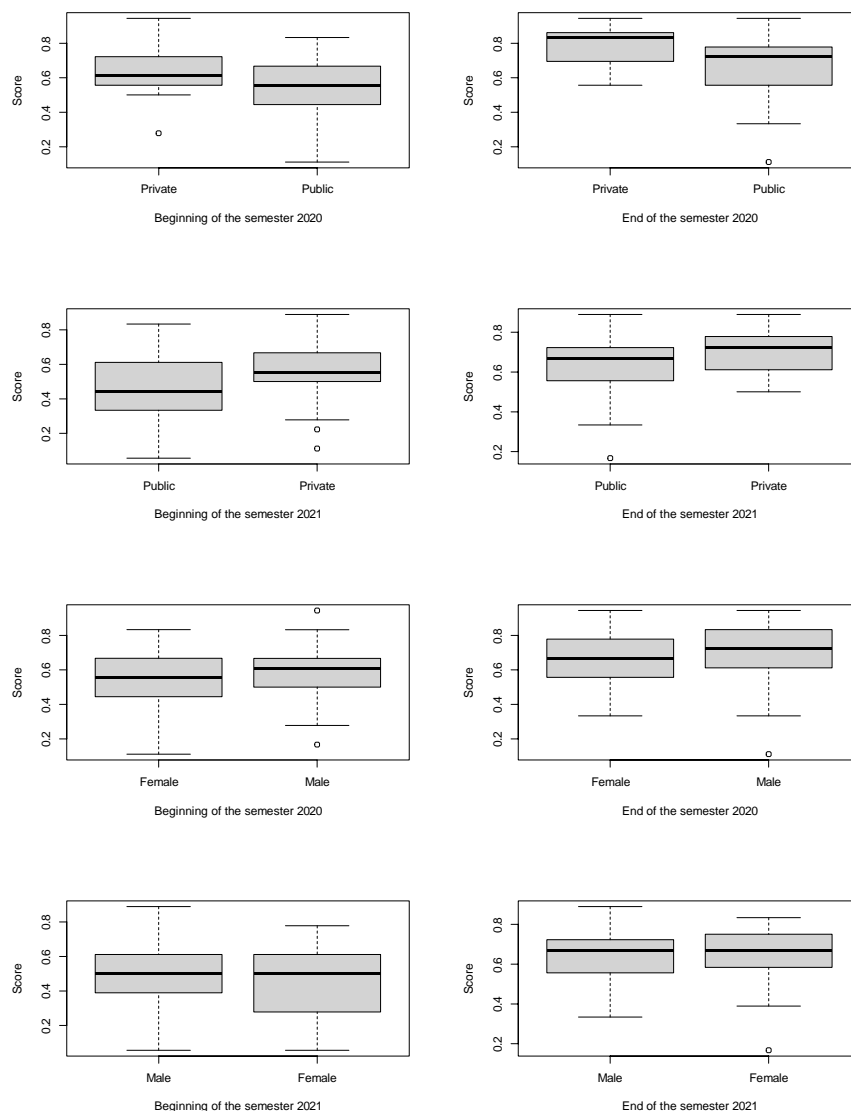 Score
0.8
0.6
0.4
0.2
Private Public
Beginning of the semester 2020
Score
0.8
0.6
0.4
0.2
Private Public
End of the semester 2020
Score
0.8
0.6
0.4
0.2
Public Private
Beginning of the semester 2021
Score
0.8
0.6
0.4
0.2
Public Private
End of the semester 2021
Score
0.8
0.6
0.4
0.2
Female Male
Beginning of the semester 2020
Score
0.8
0.6
0.4
0.2
Female Male
End of the semester 2020
Score
0.8
0.6
0.4
0.2
Male Female
Beginning of the semester 2021
Score
0.8
0.6
0.4
0.2
Male Female
End of the semester 2021